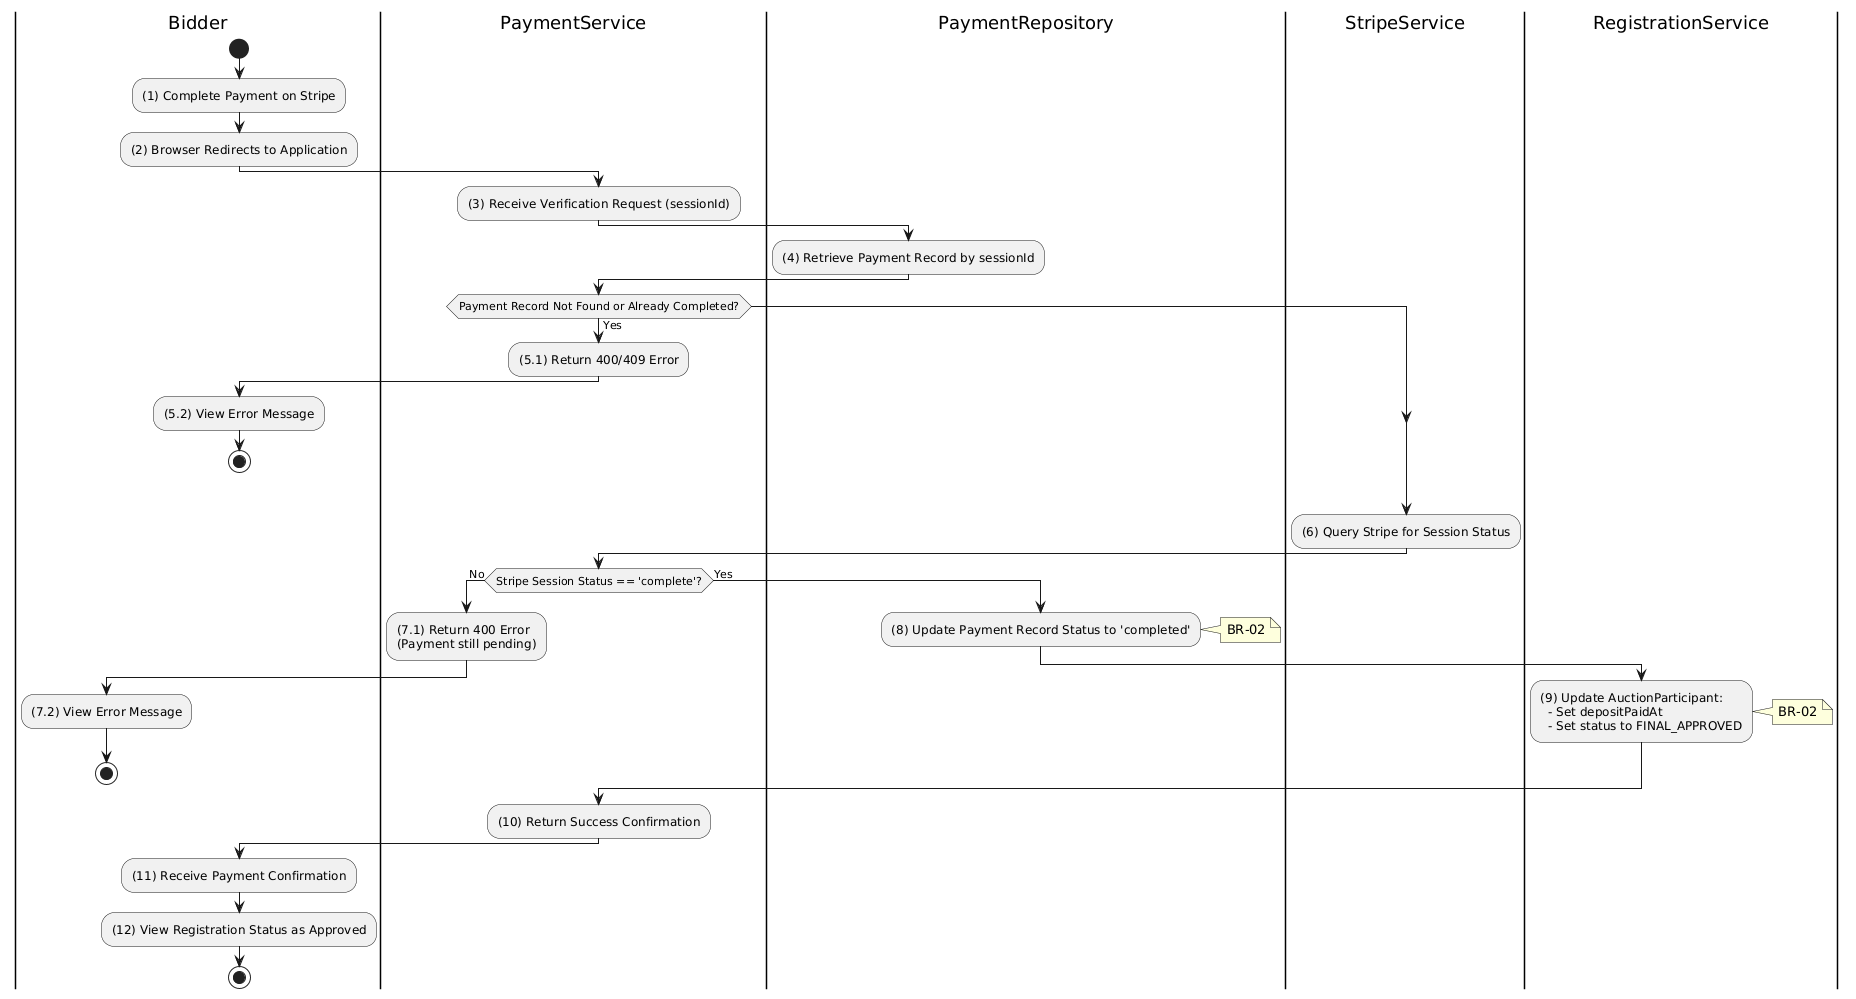 Bidder
PaymentService
PaymentRepository
StripeService
RegistrationService
(1) Complete Payment on Stripe
(2) Browser Redirects to Application
(3) Receive Verification Request (sessionId)
(4) Retrieve Payment Record by sessionId
Payment Record Not Found or Already Completed?
Yes
(5.1) Return 400/409 Error
(5.2) View Error Message
(6) Query Stripe for Session Status
No
Stripe Session Status == 'complete'?
Yes
(7.1) Return 400 Error
(Payment still pending)
(8) Update Payment Record Status to 'completed'
BR-02
(7.2) View Error Message
(9) Update AuctionParticipant:
- Set depositPaidAt
- Set status to FINAL_APPROVED
BR-02
(10) Return Success Confirmation
(11) Receive Payment Confirmation
(12) View Registration Status as Approved